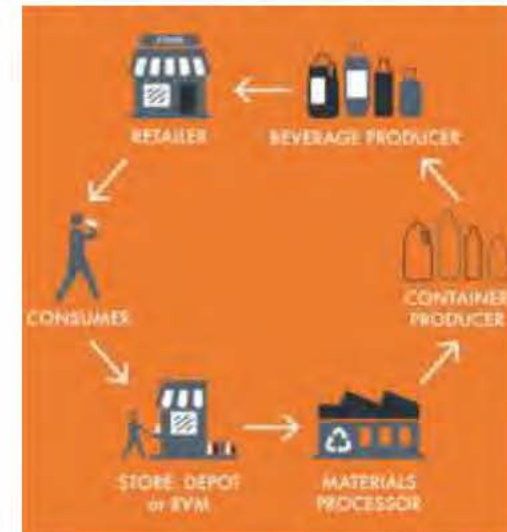 RETAILER
BEVERAGE PRODUCER
CONSUMER
CONTAINER
PRODUCER
STORE, DEPOT
or RVM
MATERIALS
PROCESSOR